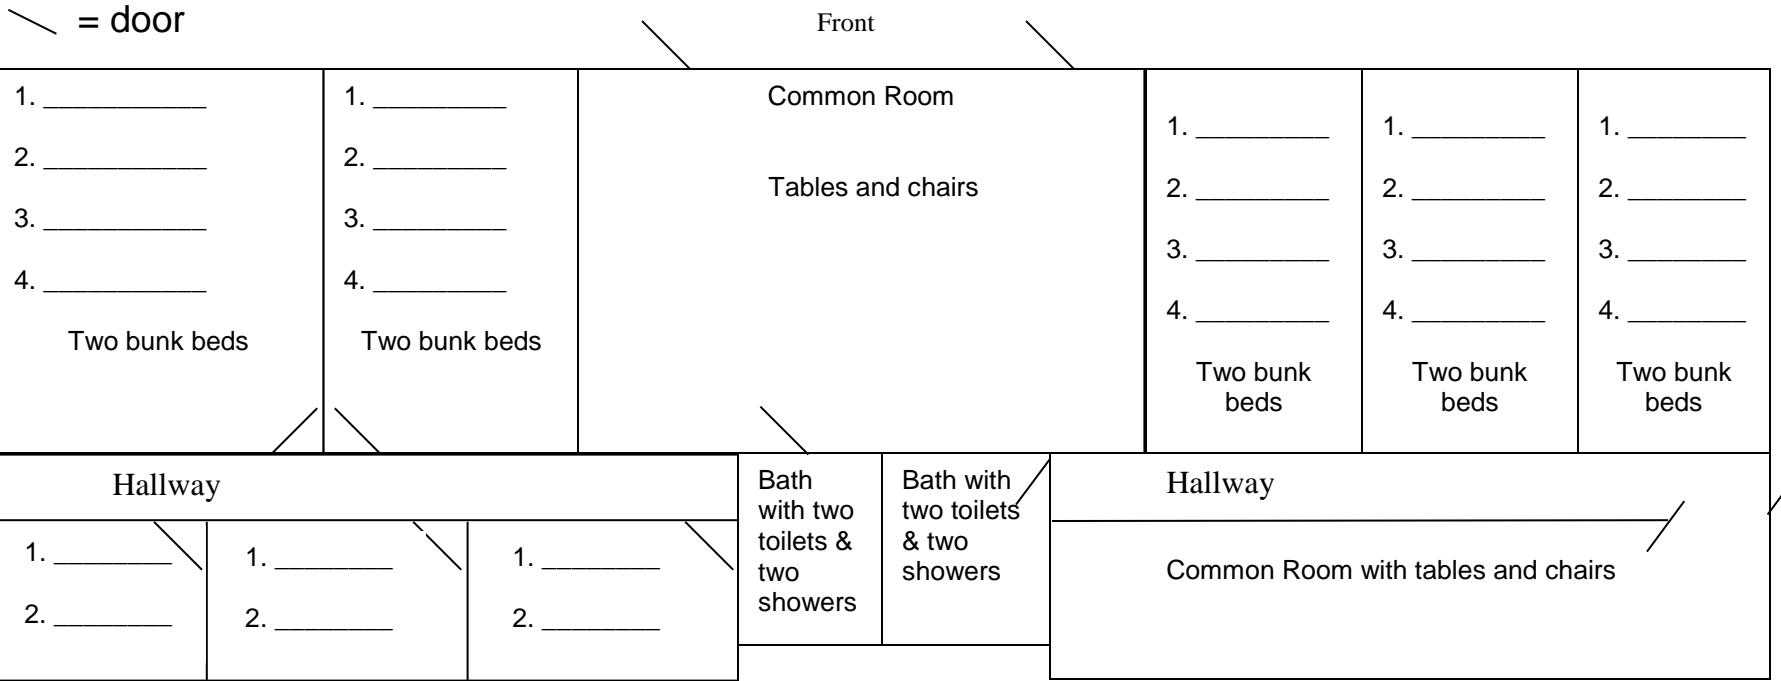 = door
Front
1. ___________
2. ___________
3. ___________
4. ___________
Two bunk beds
1. _________
2. _________
3. _________
4. _________
Two bunk beds
Common Room
Tables and chairs
1. _________
2. _________
3. _________
4. _________
Two bunk
beds
1. _________
2. _________
3. _________
4. _________
Two bunk
beds
1. ________
2. ________
3. ________
4. ________
Two bunk
beds
Hallway
Bath
with two
toilets &
two
showers
Bath with
two toilets
& two
showers
Hallway
1. ________
2. ________
1. ________
2. ________
1. ________
2. ________
Common Room with tables and chairs